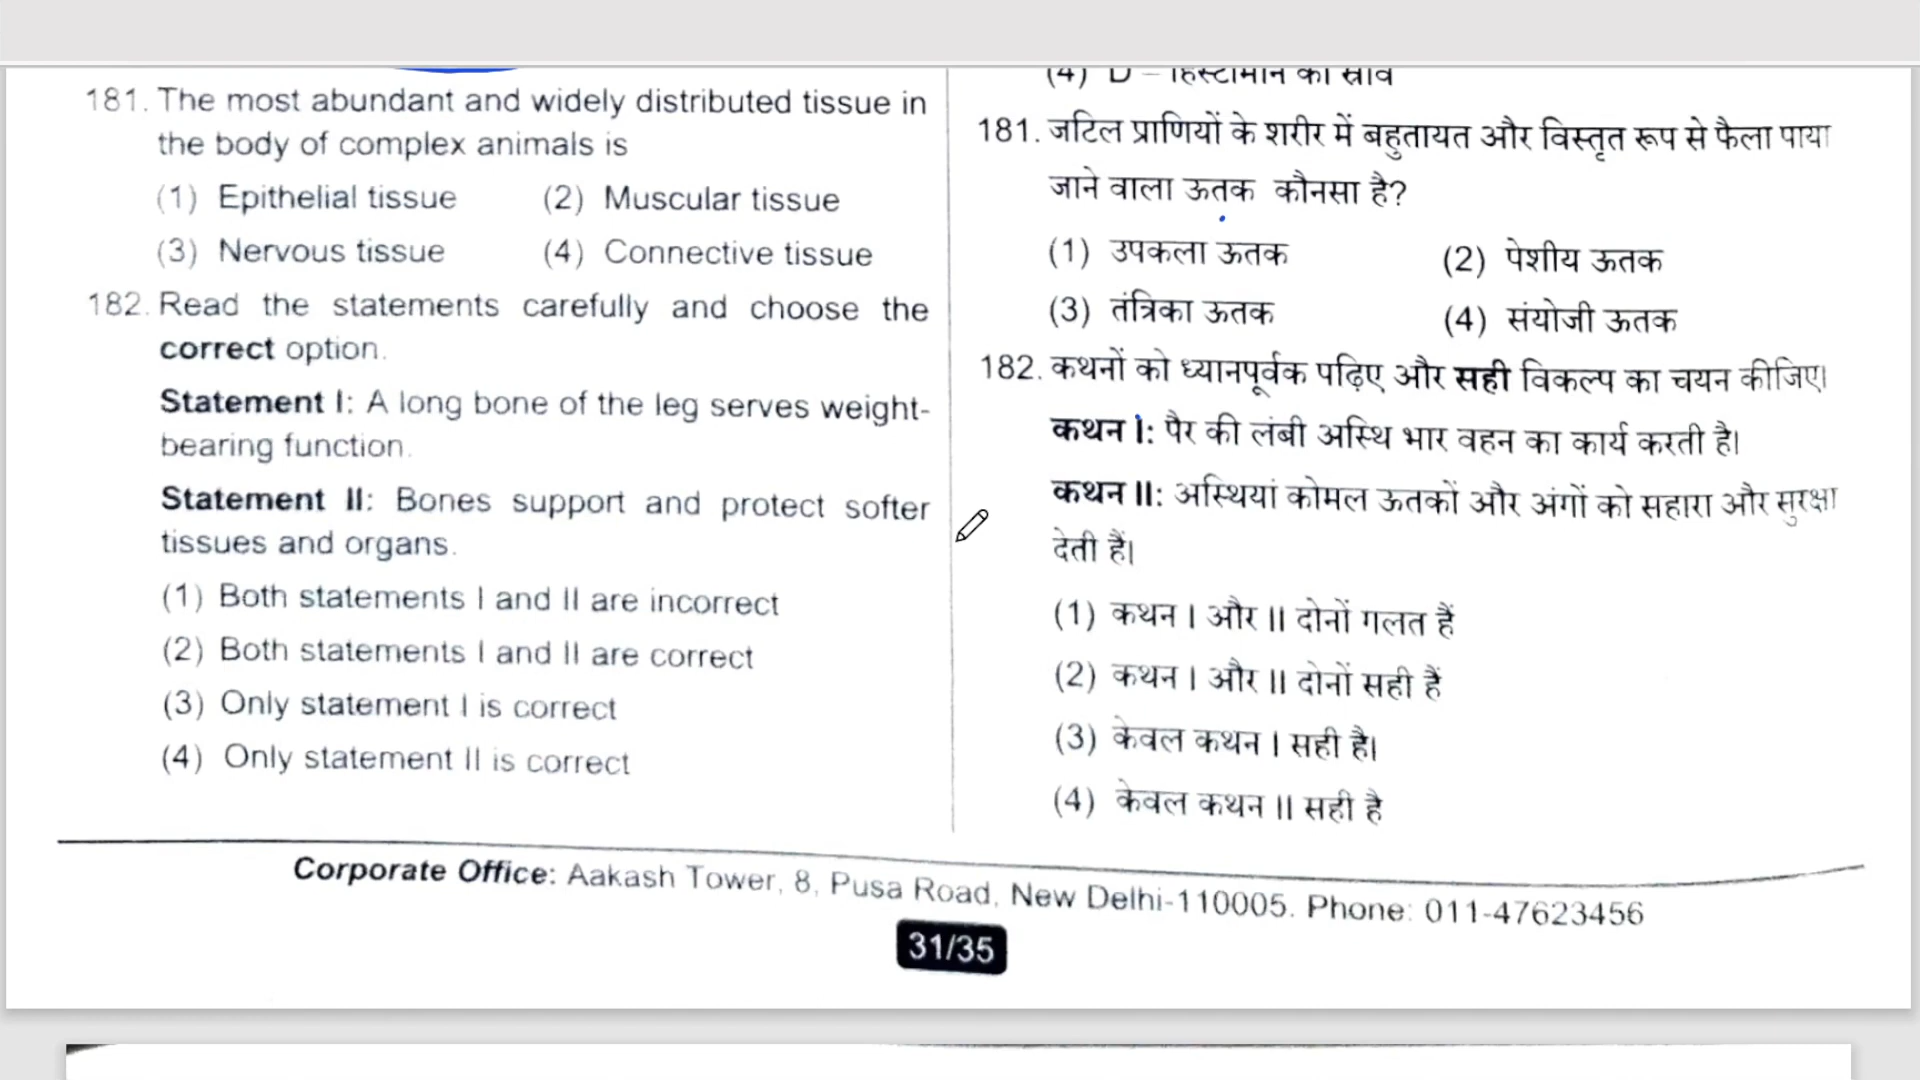 181. The most abundant and widely distributed tissue in
the body of complex animals is
(1) Epithelial tissue (2) Muscular tissue
(3) Nervous tissue (4) Connective tissue
182. Read the statements carefully and choose the
correct option.
Statement I: A long bone of the leg serves weight-
bearing function.
Statement II: Bones support and protect softer
tissues and organs.
(1) Both statements I and II are incorrect
(2) Both statements I and II are correct
(3) Only statement I is correct
(4) Only statement II is correct
(4) D – हिस्टामीन का स्राव
181. जटिल प्राणियों के शरीर में बहुतायत और विस्तृत रूप से फैला पाया
जाने वाला ऊतक कौनसा है?
(1) उपकला ऊतक (2) पेशीय ऊतक
(3) तंत्रिका ऊतक (4) संयोजी ऊतक
182. कथनों को ध्यानपूर्वक पढ़िए और सही विकल्प का चयन कीजिए।
कथन I: पैर की लंबी अस्थि भार वहन का कार्य करती है।
कथन II: अस्थियां कोमल ऊतकों और अंगों को सहारा और सुरक्षा
देती हैं।
(1) कथन I और II दोनों गलत हैं
(2) कथन I और II दोनों सही हैं
(3) केवल कथन I सही है।
(4) केवल कथन II सही है
Corporate Office: Aakash Tower, 8, Pusa Road, New Delhi-110005. Phone: 011-47623456
31/35